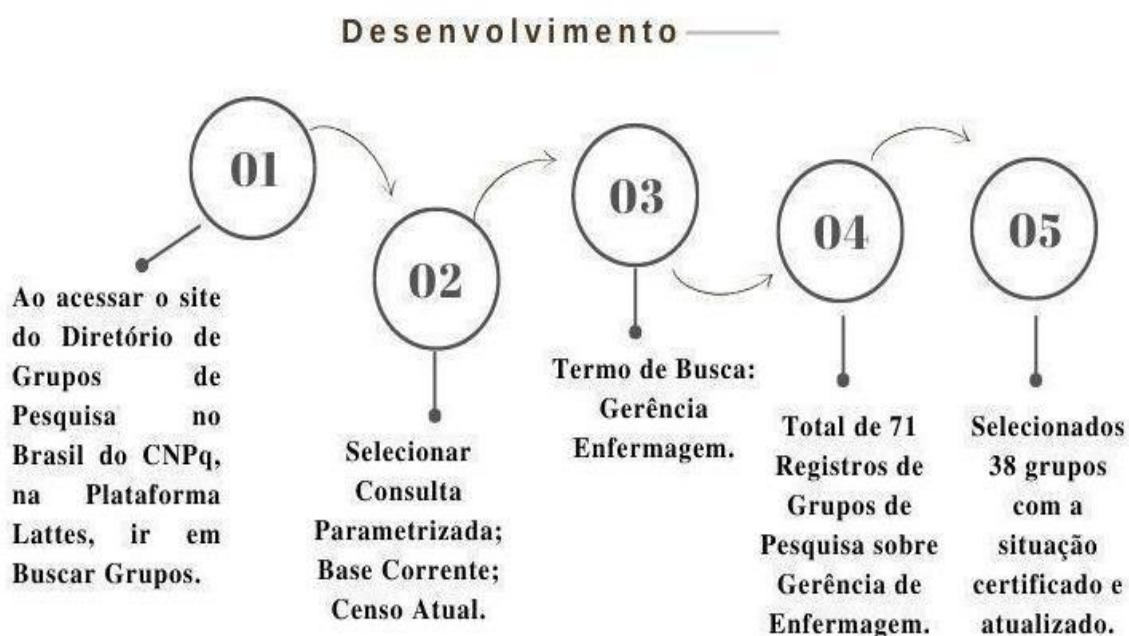 Desenvolvimento
01
Ao acessar o site
do Diretório de
Grupos de
Pesquisa no
Brasil do CNPq,
na Plataforma
Lattes, ir em
Buscar Grupos.
02
Selecionar
Consulta
Parametrizada;
Base Corrente;
Censo Atual.
03
Termo de Busca:
Gerência
Enfermagem.
04
Total de 71
Registros de
Grupos de
Pesquisa sobre
Gerência de
Enfermagem.
05
Selecionados
38 grupos
com a
situação
certificado e
atualizado.